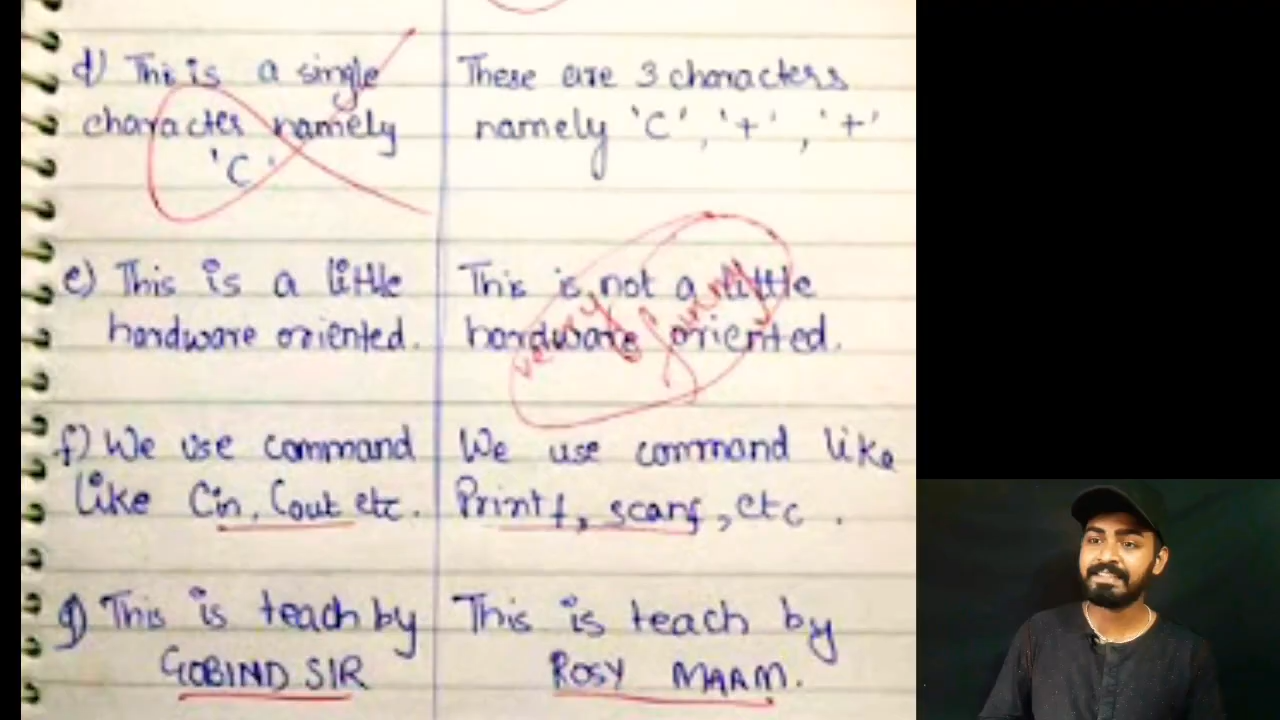 d) This is a single
character namely
'C'
These are 3 characters
namely 'C', '+', '+'
e) This is a little
hardware oriented.
This is not a little
hardware oriented.
very funny
f) We use command
like Cin, Cout etc.
We use command like
Printf, scanf, etc.
g) This is teach by
GOBIND SIR
This is teach by
ROSY MAAM.